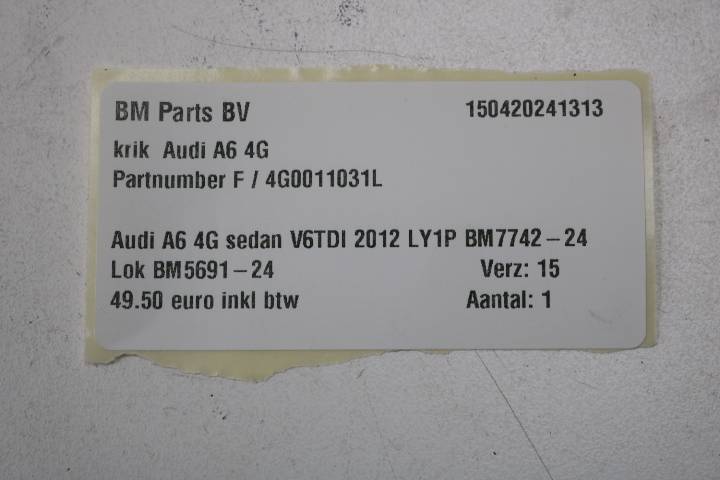 BM Parts BV 150420241313
krik Audi A6 4G
Partnumber F / 4G0011031L
Audi A6 4G sedan V6TDI 2012 LY1P BM7742-24
Lok BM5691-24 Verz: 15
49.50 euro inkl btw Aantal: 1